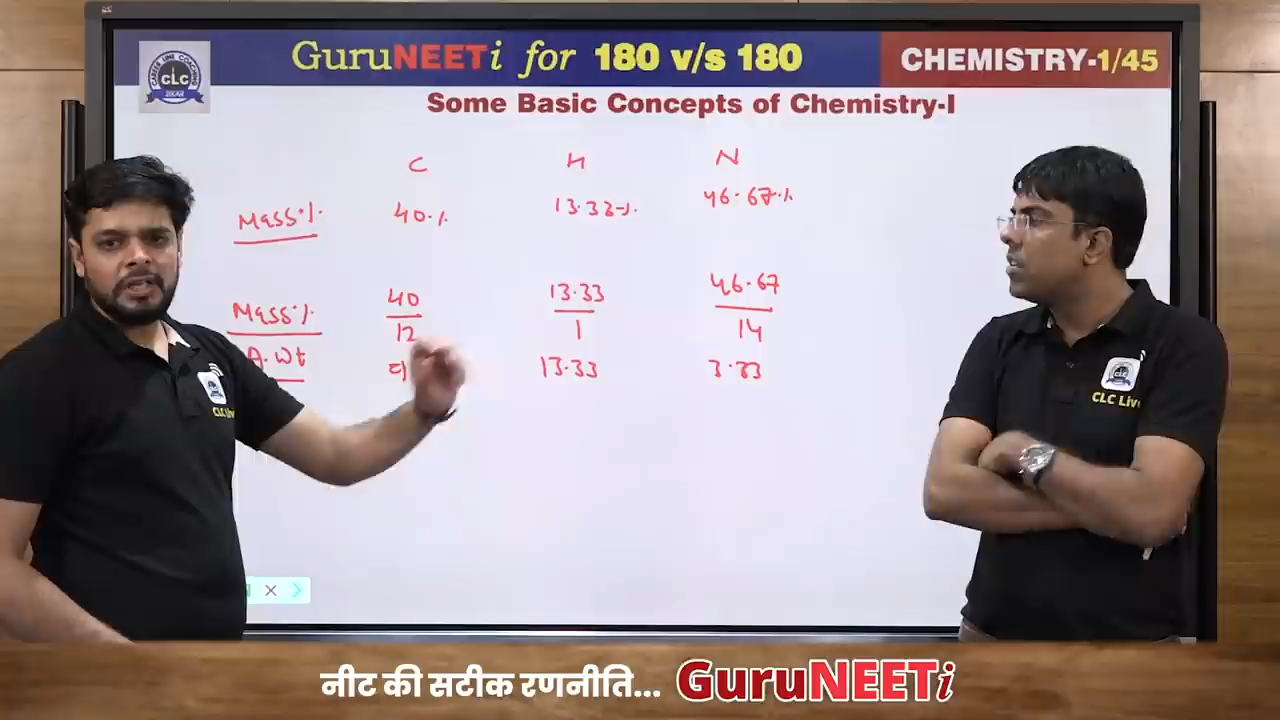 GuruNEETi for 180 v/s 180 CHEMISTRY-1/45
CLC
SIKAR
Some Basic Concepts of Chemistry-I
C H N
Mass% 40% 13.33% 46.67%
Mass% 40 13.33 46.67
A.wt 12 1 14
13.33 3.33
CLC Live
CLC Live
नीट की सटीक रणनीति... GuruNEETi